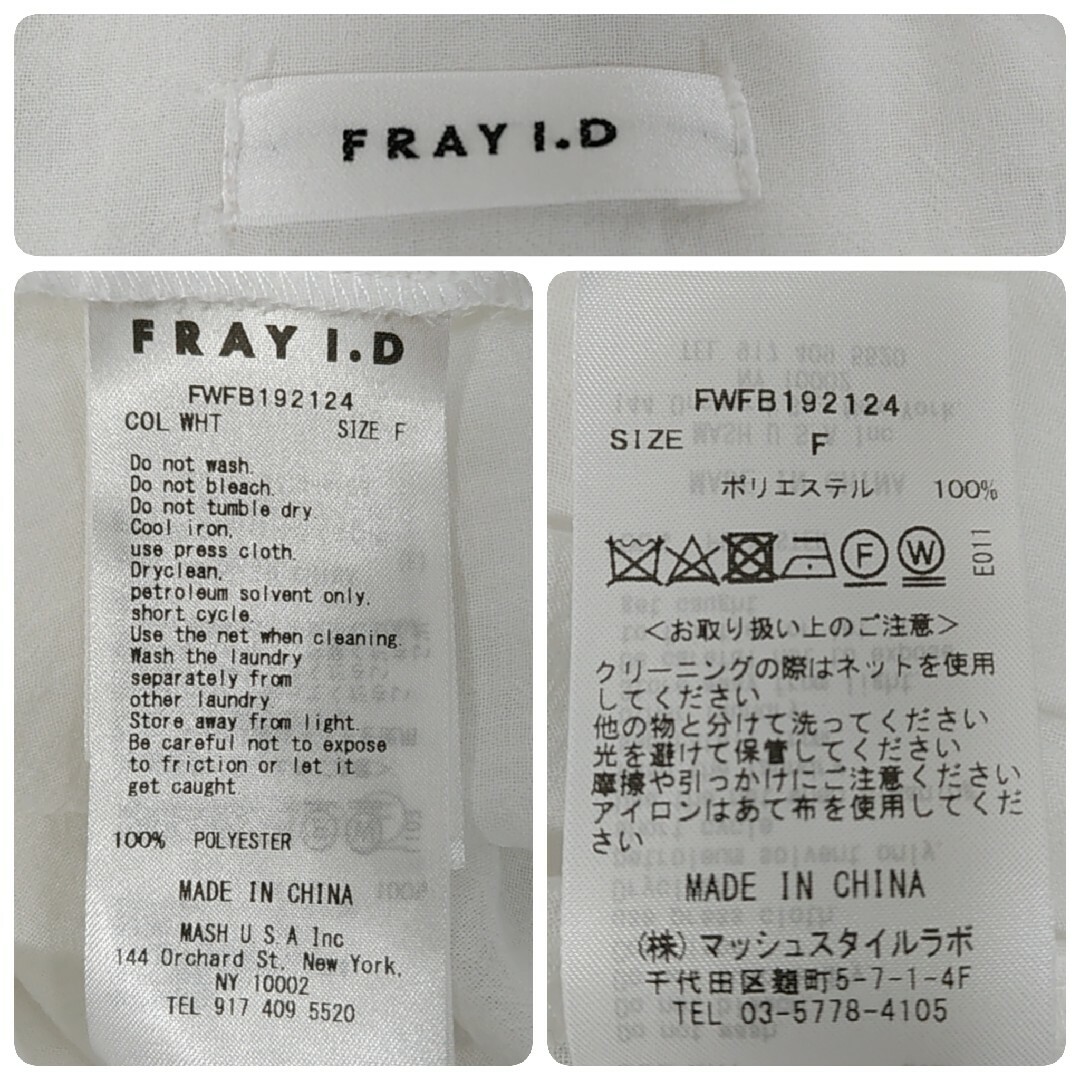 FRAY I.D
FRAY I.D
FWFB192124
COL WHT SIZE F
Do not wash.
Do not bleach.
Do not tumble dry.
Cool iron,
use press cloth.
Dryclean,
petroleum solvent only,
short cycle.
Use the net when cleaning.
Wash the laundry
separately from
other laundry
Store away from light.
Be careful not to expose
to friction or let it
get caught.
100% POLYESTER
MADE IN CHINA
MASH U S A Inc
144 Orchard St, New York,
NY 10002
TEL 917 409 5520
FWFB192124
SIZE F
ポリエステル 100%
F W E011
<お取り扱い上のご注意>
クリーニングの際はネットを使用
してください
他の物と分けて洗ってください
光を避けて保管してください
摩擦や引っかけにご注意ください
アイロンはあて布を使用してくだ
さい
MADE IN CHINA
(株)マッシュスタイルラボ
千代田区麹町5-7-1-4F
TEL 03-5778-4105